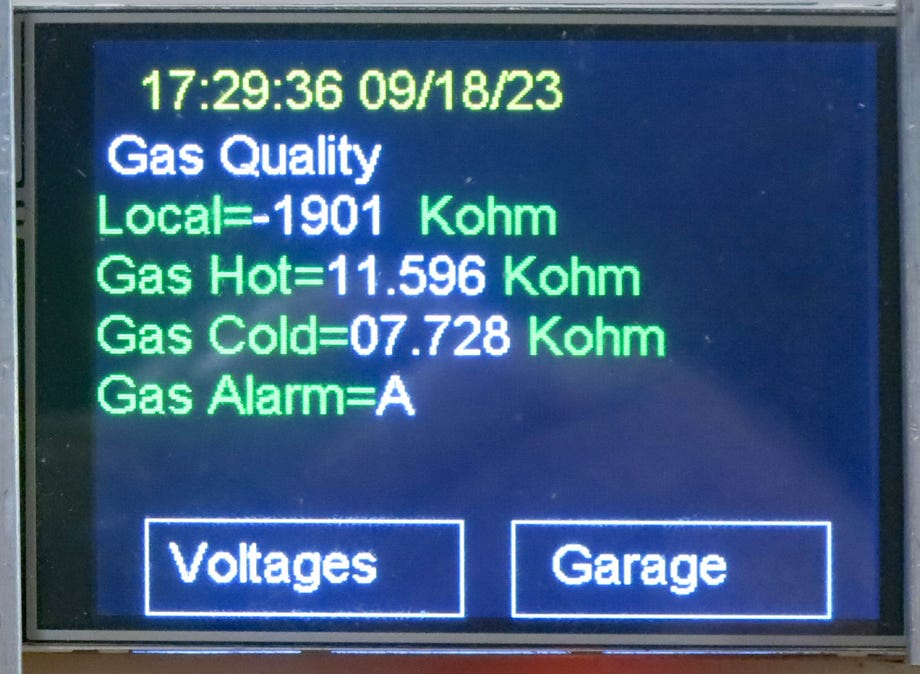 17:29:36 09/18/23
Gas Quality
Local=-1901 Kohm
Gas Hot=11.596 Kohm
Gas Cold=07.728 Kohm
Gas Alarm=A
Voltages Garage